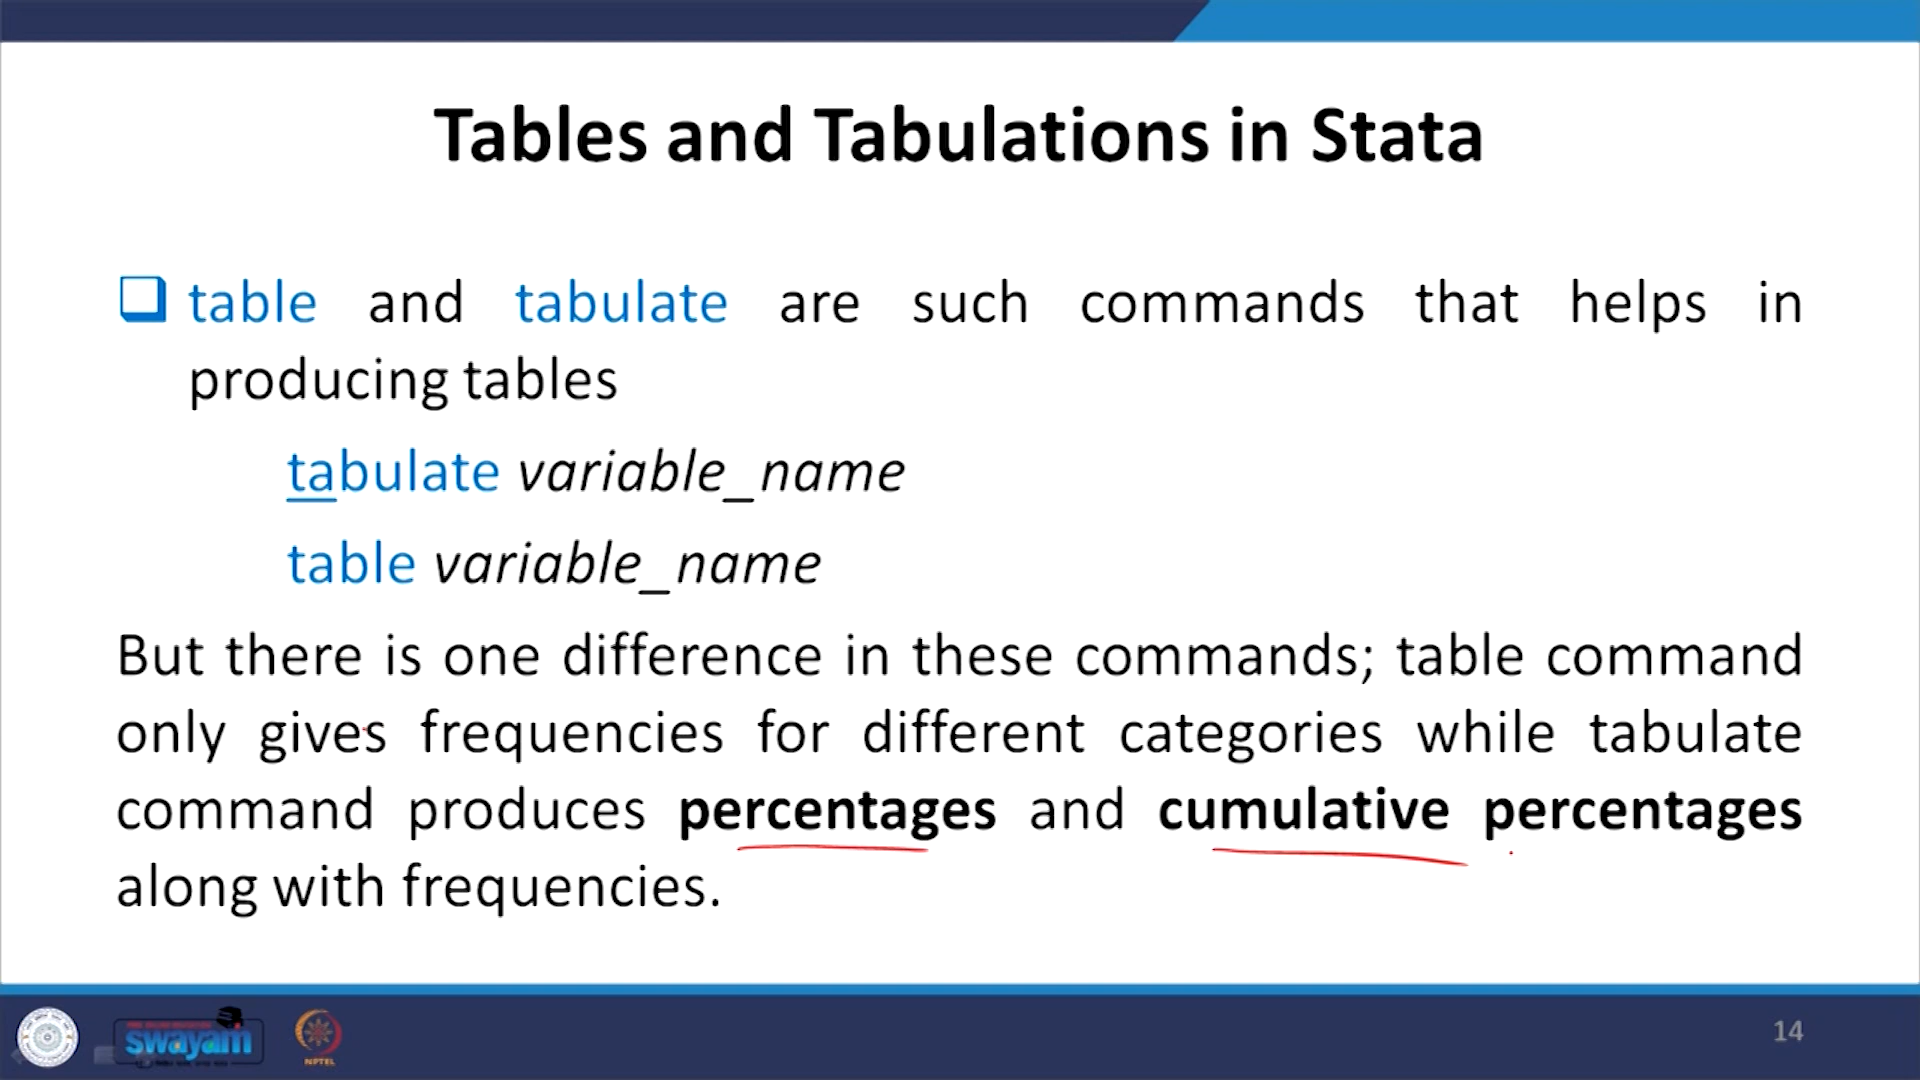 Tables and Tabulations in Stata
table and tabulate are such commands that helps in
producing tables
tabulate variable_name
table variable_name
But there is one difference in these commands; table command
only gives frequencies for different categories while tabulate
command produces percentages and cumulative percentages
along with frequencies.
swayam
NPTEL
14